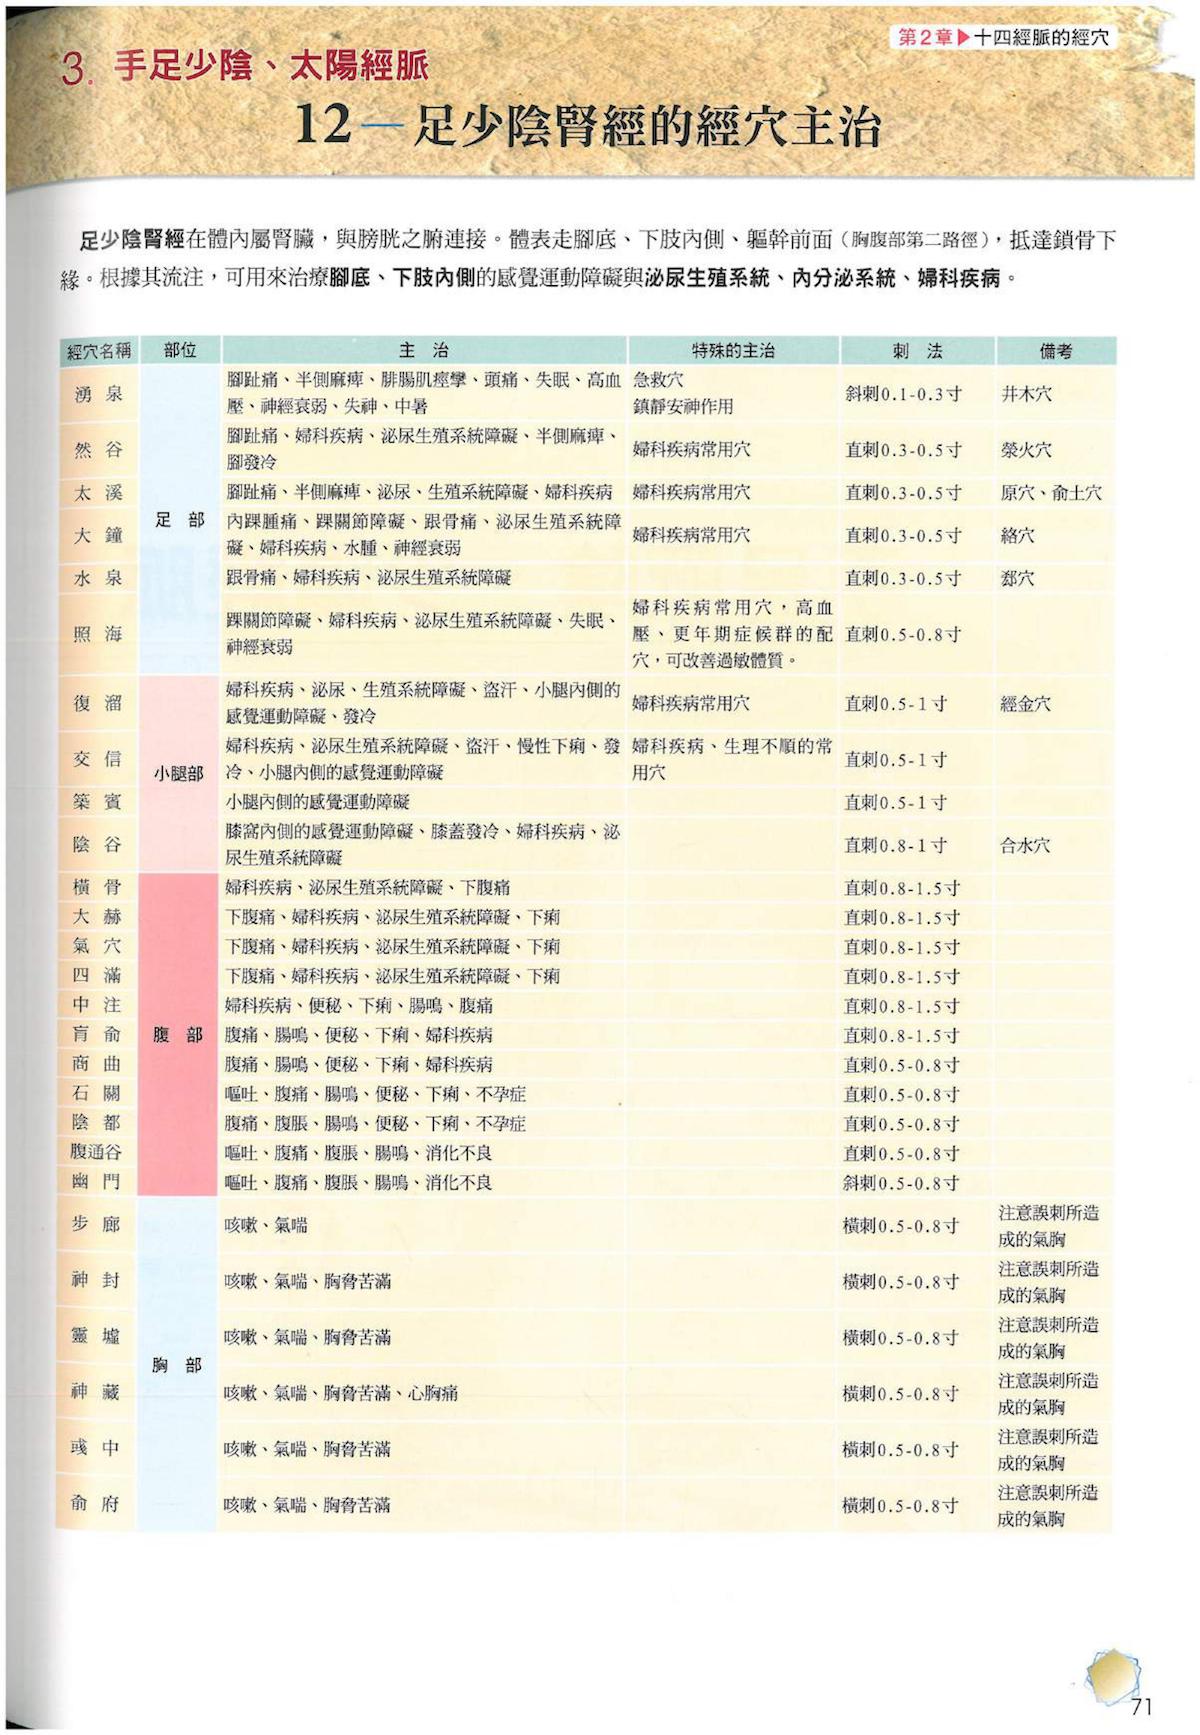 第2章▶十四經脈的經穴
3. 手足少陰、太陽經脈
12—足少陰腎經的經穴主治
足少陰腎經在體內屬腎臟，與膀胱之腑連接。體表走腳底、下肢內側、軀幹前面（胸腹部第二路徑），抵達鎖骨下
緣。根據其流注，可用來治療腳底、下肢內側的感覺運動障礙與泌尿生殖系統、內分泌系統、婦科疾病。
經穴名稱 部位 主 治 特殊的主治 刺 法 備考
足 部
湧 泉 腳趾痛、半側麻痺、腓腸肌痙攣、頭痛、失眠、高血 急救穴 斜刺0.1-0.3寸 井木穴
壓、神經衰弱、失神、中暑 鎮靜安神作用
然 谷 腳趾痛、婦科疾病、泌尿生殖系統障礙、半側麻痺、 婦科疾病常用穴 直刺0.3-0.5寸 滎火穴
腳發冷
太 溪 腳趾痛、半側麻痺、泌尿、生殖系統障礙、婦科疾病 婦科疾病常用穴 直刺0.3-0.5寸 原穴、俞土穴
大 鐘 內踝腫痛、踝關節障礙、跟骨痛、泌尿生殖系統障 婦科疾病常用穴 直刺0.3-0.5寸 絡穴
礙、婦科疾病、水腫、神經衰弱
水 泉 跟骨痛、婦科疾病、泌尿生殖系統障礙 直刺0.3-0.5寸 郄穴
照 海 踝關節障礙、婦科疾病、泌尿生殖系統障礙、失眠、 婦科疾病常用穴，高血 直刺0.5-0.8寸
神經衰弱 壓、更年期症候群的配
穴，可改善過敏體質。
小腿部
復 溜 婦科疾病、泌尿、生殖系統障礙、盜汗、小腿內側的 婦科疾病常用穴 直刺0.5-1寸 經金穴
感覺運動障礙、發冷
交 信 婦科疾病、泌尿生殖系統障礙、盜汗、慢性下痢、發 婦科疾病、生理不順的常 直刺0.5-1寸
冷、小腿內側的感覺運動障礙 用穴
築 賓 小腿內側的感覺運動障礙 直刺0.5-1寸
陰 谷 膝窩內側的感覺運動障礙、膝蓋發冷、婦科疾病、泌 直刺0.8-1寸 合水穴
尿生殖系統障礙
腹 部
橫 骨 婦科疾病、泌尿生殖系統障礙、下腹痛 直刺0.8-1.5寸
大 赫 下腹痛、婦科疾病、泌尿生殖系統障礙、下痢 直刺0.8-1.5寸
氣 穴 下腹痛、婦科疾病、泌尿生殖系統障礙、下痢 直刺0.8-1.5寸
四 滿 下腹痛、婦科疾病、泌尿生殖系統障礙、下痢 直刺0.8-1.5寸
中 注 婦科疾病、便秘、下痢、腸鳴、腹痛 直刺0.8-1.5寸
肓 俞 腹痛、腸鳴、便秘、下痢、婦科疾病 直刺0.8-1.5寸
商 曲 腹痛、腸鳴、便秘、下痢、婦科疾病 直刺0.5-0.8寸
石 關 嘔吐、腹痛、腸鳴、便秘、下痢、不孕症 直刺0.5-0.8寸
陰 都 腹痛、腹脹、腸鳴、便秘、下痢、不孕症 直刺0.5-0.8寸
腹通谷 嘔吐、腹痛、腹脹、腸鳴、消化不良 直刺0.5-0.8寸
幽 門 嘔吐、腹痛、腹脹、腸鳴、消化不良 斜刺0.5-0.8寸
胸 部
步 廊 咳嗽、氣喘 橫刺0.5-0.8寸 注意誤刺所造
成的氣胸
神 封 咳嗽、氣喘、胸脅苦滿 橫刺0.5-0.8寸 注意誤刺所造
成的氣胸
靈 墟 咳嗽、氣喘、胸脅苦滿 橫刺0.5-0.8寸 注意誤刺所造
成的氣胸
神 藏 咳嗽、氣喘、胸脅苦滿、心胸痛 橫刺0.5-0.8寸 注意誤刺所造
成的氣胸
彧 中 咳嗽、氣喘、胸脅苦滿 橫刺0.5-0.8寸 注意誤刺所造
成的氣胸
俞 府 咳嗽、氣喘、胸脅苦滿 橫刺0.5-0.8寸 注意誤刺所造
成的氣胸
71